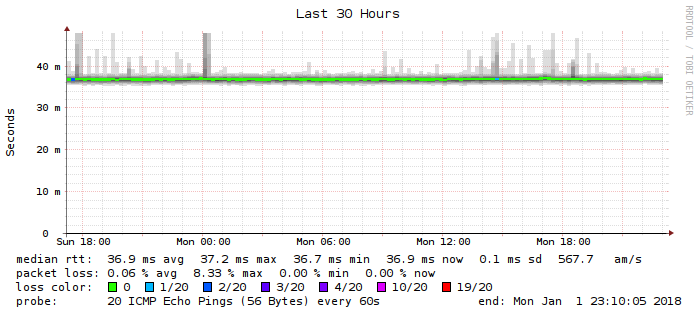 Last 30 Hours
RRDTOOL / TOBI OETIKER
Seconds
40 m
30 m
20 m
10 m
0
Sun 18:00 Mon 00:00 Mon 06:00 Mon 12:00 Mon 18:00
median rtt: 36.9 ms avg 37.2 ms max 36.7 ms min 36.9 ms now 0.1 ms sd 567.7 am/s
packet loss: 0.06 % avg 8.33 % max 0.00 % min 0.00 % now
loss color: 0 1/20 2/20 3/20 4/20 10/20 19/20
probe: 20 ICMP Echo Pings (56 Bytes) every 60s end: Mon Jan 1 23:10:05 2018